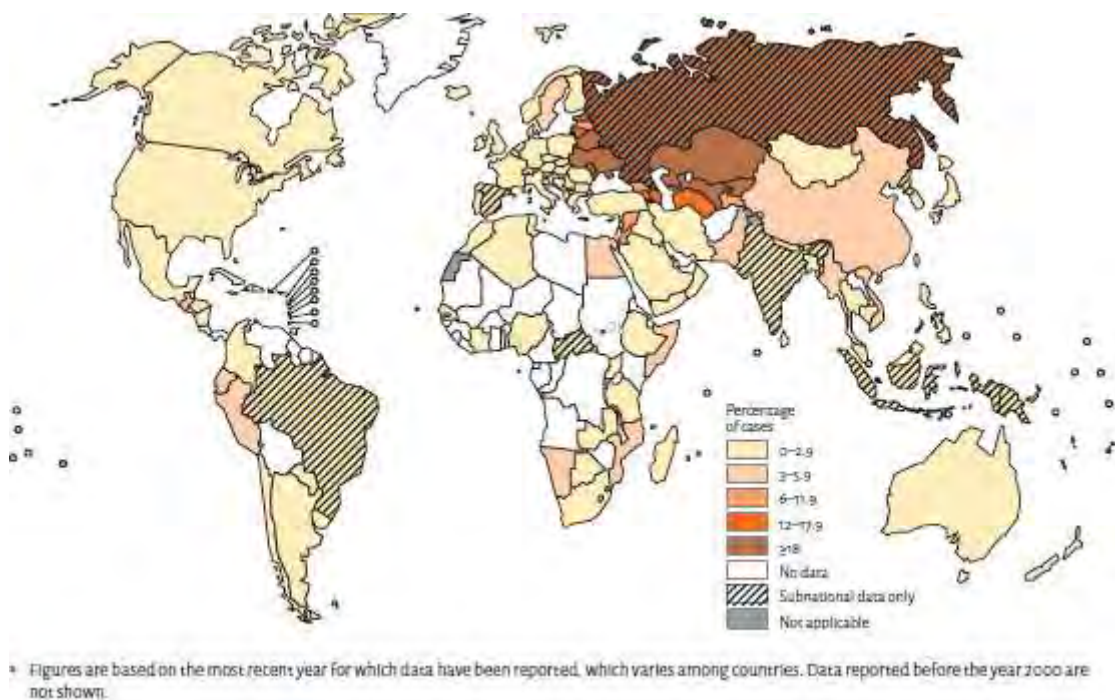 Percentage
of cases
0–2.9
3–5.9
6–11.9
12–17.9
≥18
No data
Subnational data only
Not applicable
Figures are based on the most recent year for which data have been reported, which varies among countries. Data reported before the year 2000 are
not shown.